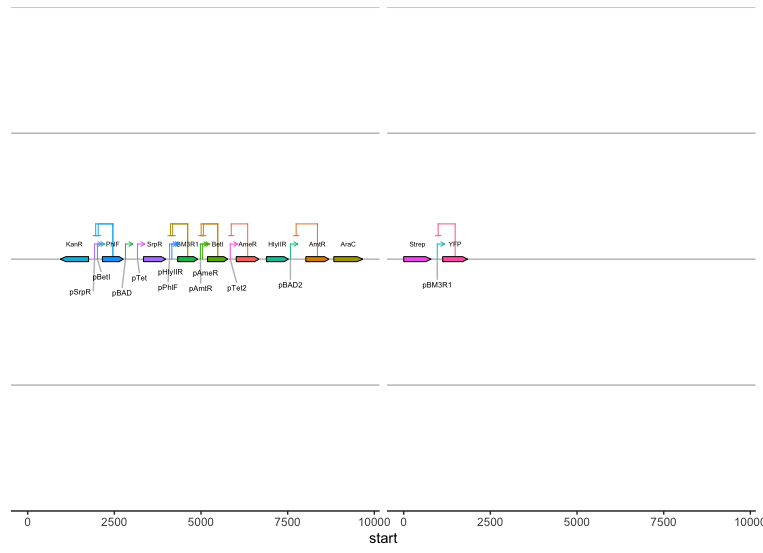 KanR PhlF SrpR BM3R1 BetI AmeR HlyIIR AmtR AraC Strep YFP
pBetI pHlyIIR pAmeR
pSrpR pBAD pTet pPhlF pAmtR pTet2 pBAD2 pBM3R1
0 2500 5000 7500 10000 0 2500 5000 7500 1000
start